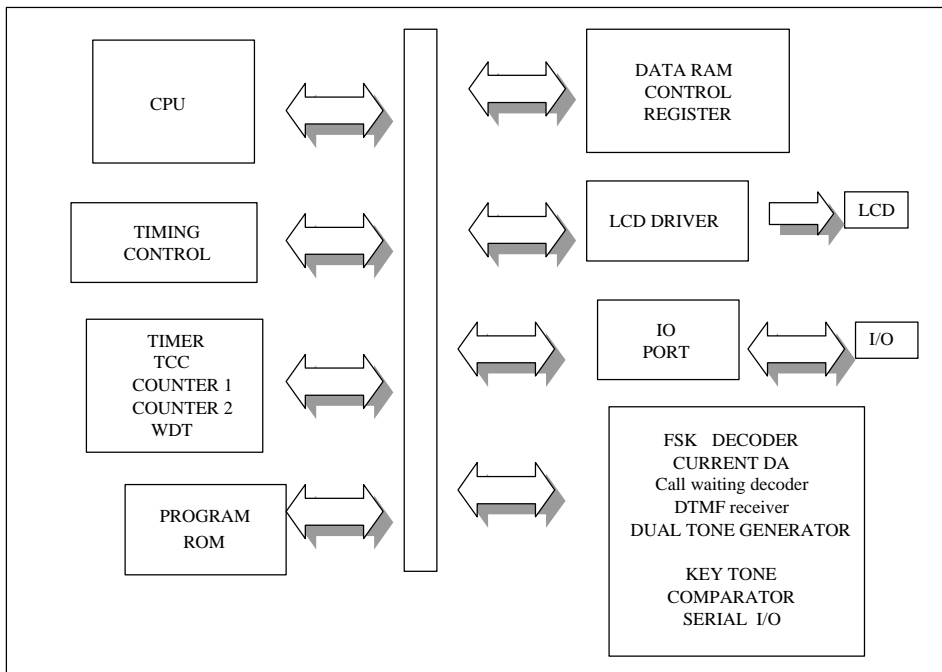 CPU
TIMING
CONTROL
TIMER
TCC
COUNTER 1
COUNTER 2
WDT
PROGRAM
ROM
DATA RAM
CONTROL
REGISTER
LCD DRIVER
LCD
IO
PORT
I/O
FSK DECODER
CURRENT DA
Call waiting decoder
DTMF receiver
DUAL TONE GENERATOR
KEY TONE
COMPARATOR
SERIAL I/O